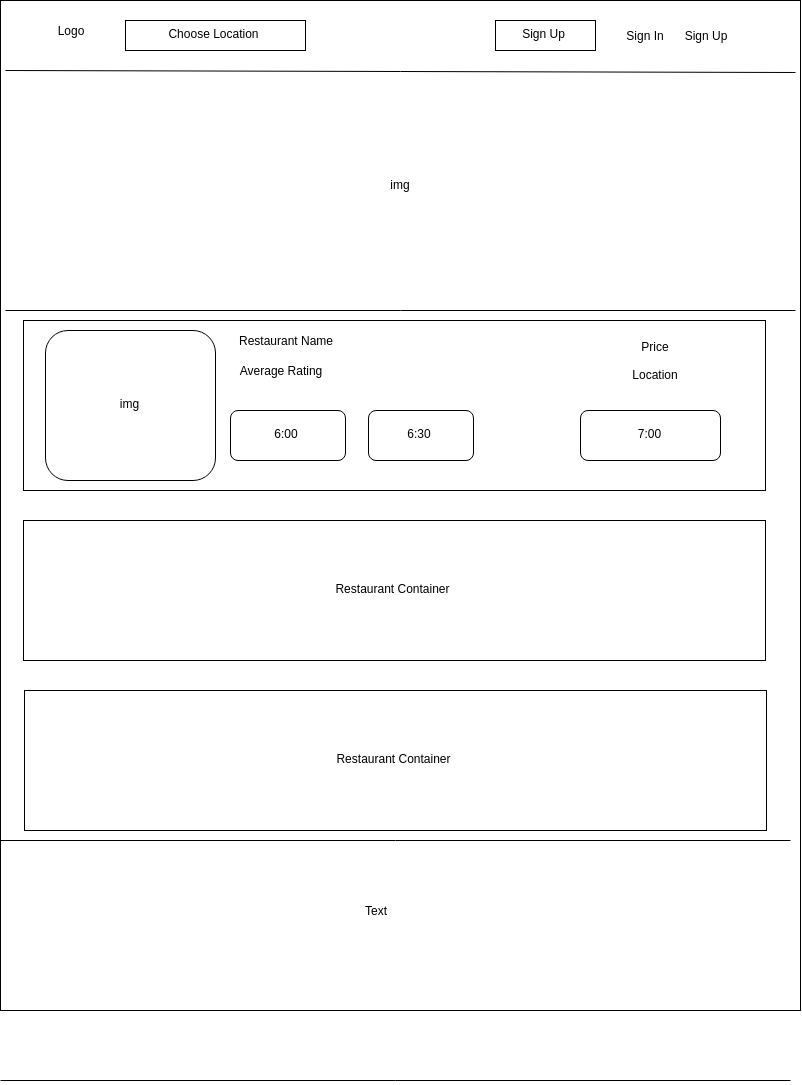 Logo
Choose Location
Sign Up
Sign In
Sign Up
img
img
Restaurant Name
Average Rating
Price
Location
6:00
6:30
7:00
Restaurant Container
Restaurant Container
Text